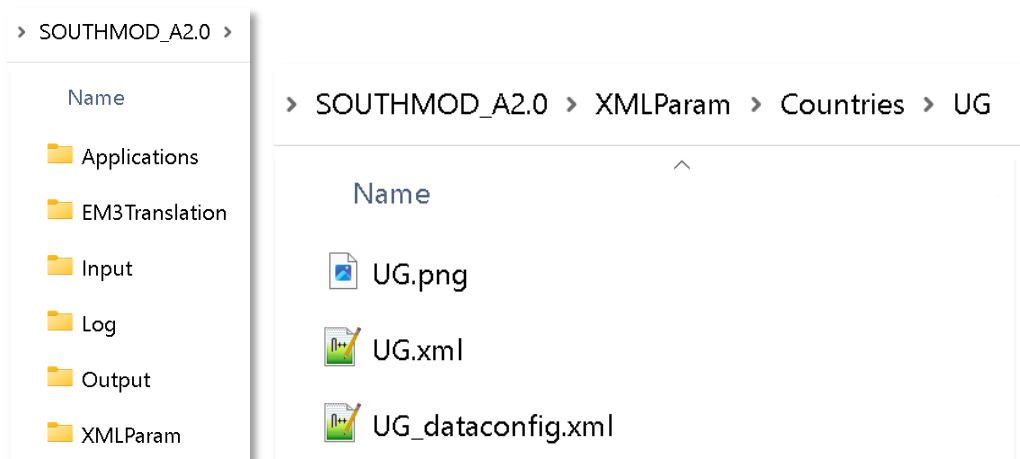 > SOUTHMOD_A2.0 >
Name
Applications
EM3Translation
Input
Log
Output
XMLParam
> SOUTHMOD_A2.0 > XMLParam > Countries > UG
Name
UG.png
UG.xml
UG_dataconfig.xml